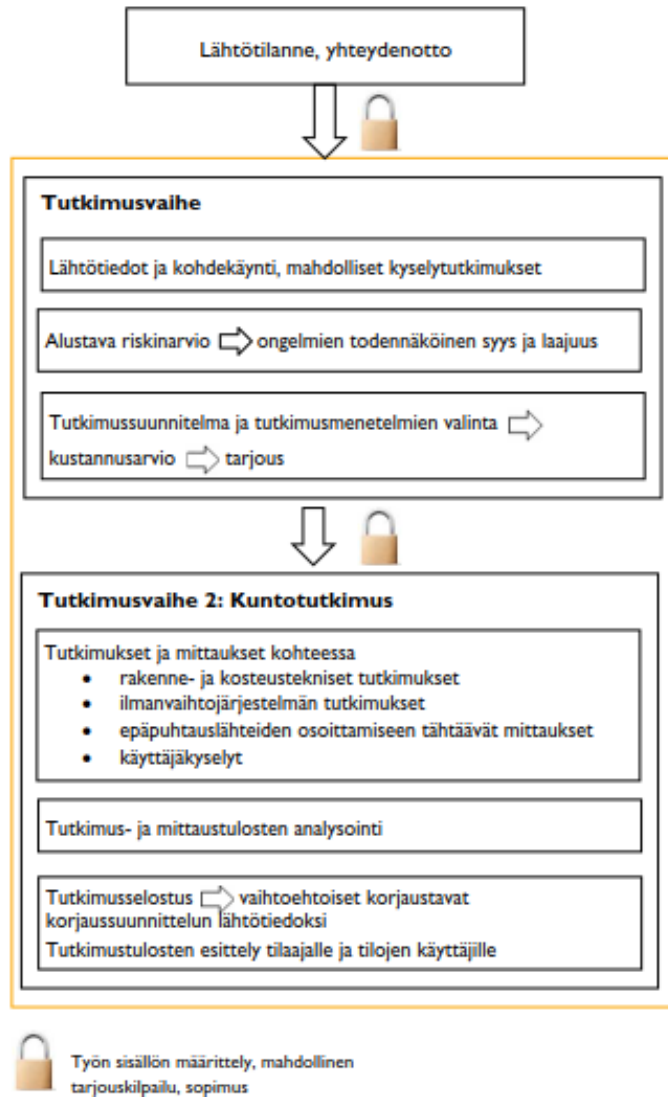 Lähtötilanne, yhteydenotto
Tutkimusvaihe
Lähtötiedot ja kohdekäynti, mahdolliset kyselytutkimukset
Alustava riskinarvio ongelmien todennäköinen syys ja laajuus
Tutkimussuunnitelma ja tutkimusmenetelmien valinta
kustannusarvio tarjous
Tutkimusvaihe 2: Kuntotutkimus
Tutkimukset ja mittaukset kohteessa
• rakenne- ja kosteustekniset tutkimukset
• ilmanvaihtojärjestelmän tutkimukset
• epäpuhtauslähteiden osoittamiseen tähtäävät mittaukset
• käyttäjäkyselyt
Tutkimus- ja mittaustulosten analysointi
Tutkimusselostus vaihtoehtoiset korjaustavat
korjaussuunnittelun lähtötiedoksi
Tutkimustulosten esittely tilaajalle ja tilojen käyttäjille
Työn sisällön määrittely, mahdollinen
tarjouskilpailu, sopimus